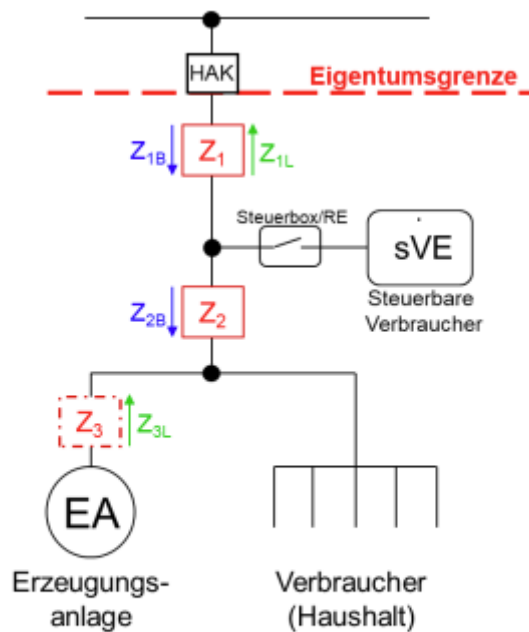 HAK
Eigentumsgrenze
Z1B
Z1
Z1L
Steuerbox/RE
sVE
Steuerbare
Verbraucher
Z2B
Z2
Z3
Z3L
EA
Erzeugungs-
anlage
Verbraucher
(Haushalt)